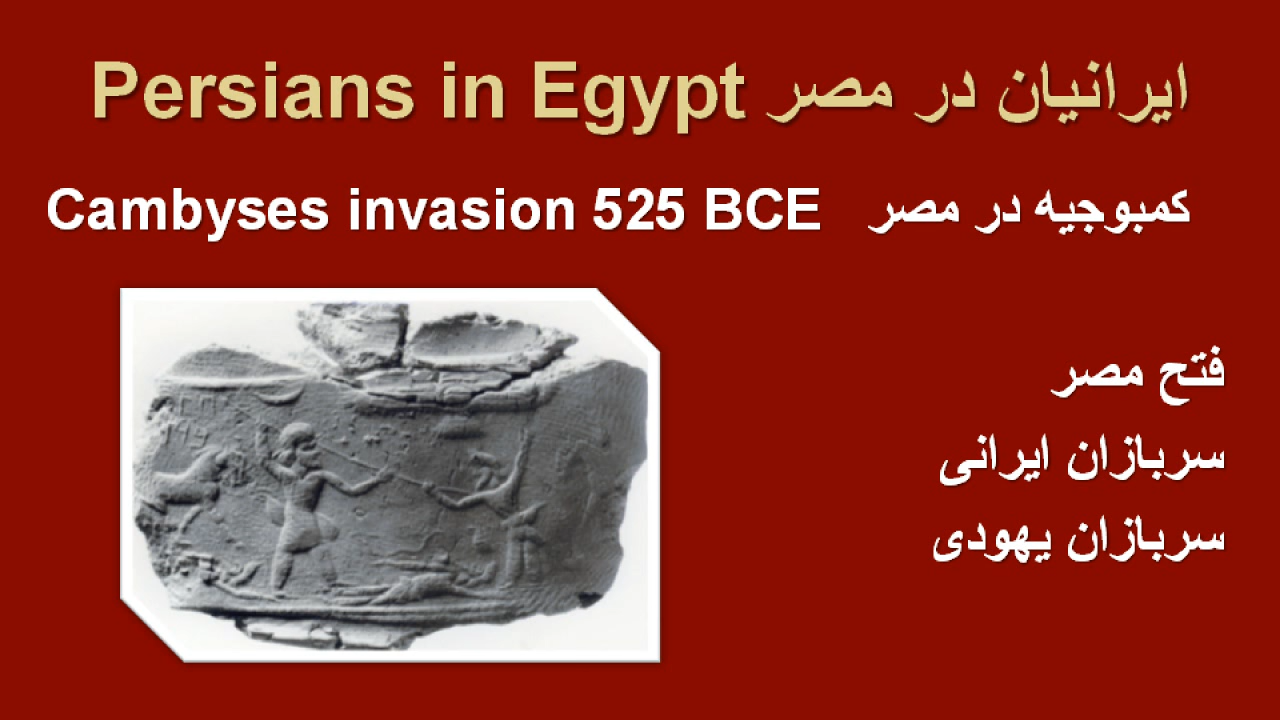 Persians in Egypt ایرانیان در مصر
Cambyses invasion 525 BCE کمبوجیه در مصر
فتح مصر
سربازان ایرانی
سربازان یهودی